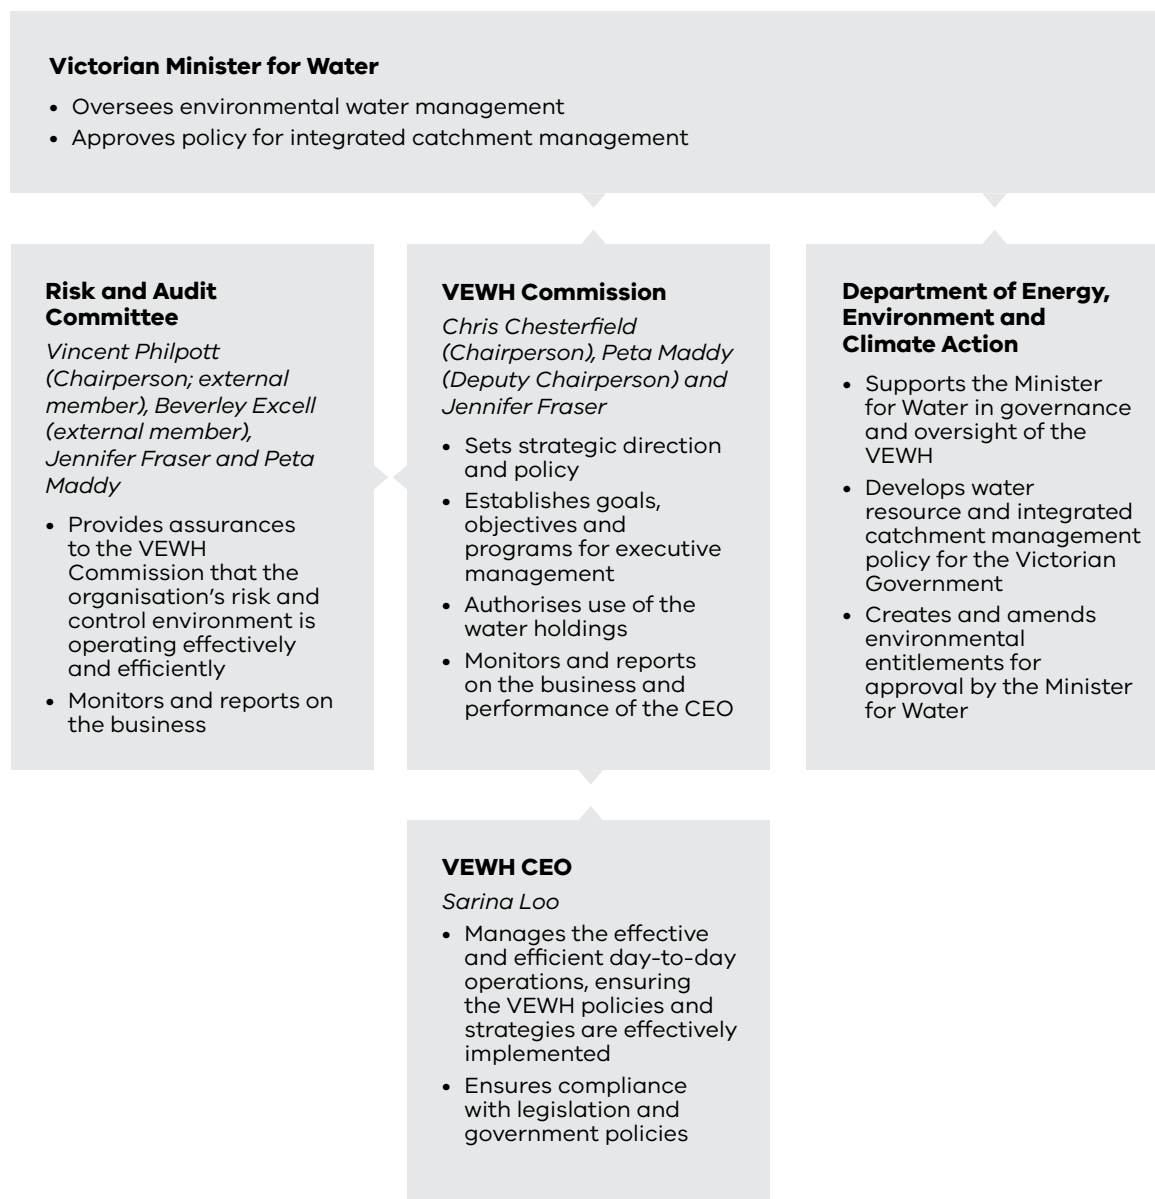 Victorian Minister for Water
• Oversees environmental water management
• Approves policy for integrated catchment management
Risk and Audit
Committee
Vincent Philpott
(Chairperson; external
member), Beverley Excell
(external member),
Jennifer Fraser and Peta
Maddy
• Provides assurances
to the VEWH
Commission that the
organisation’s risk and
control environment is
operating effectively
and efficiently
• Monitors and reports on
the business
VEWH Commission
Chris Chesterfield
(Chairperson), Peta Maddy
(Deputy Chairperson) and
Jennifer Fraser
• Sets strategic direction
and policy
• Establishes goals,
objectives and
programs for executive
management
• Authorises use of the
water holdings
• Monitors and reports
on the business and
performance of the CEO
Department of Energy,
Environment and
Climate Action
• Supports the Minister
for Water in governance
and oversight of the
VEWH
• Develops water
resource and integrated
catchment management
policy for the Victorian
Government
• Creates and amends
environmental
entitlements for
approval by the Minister
for Water
VEWH CEO
Sarina Loo
• Manages the effective
and efficient day-to-day
operations, ensuring
the VEWH policies and
strategies are effectively
implemented
• Ensures compliance
with legislation and
government policies